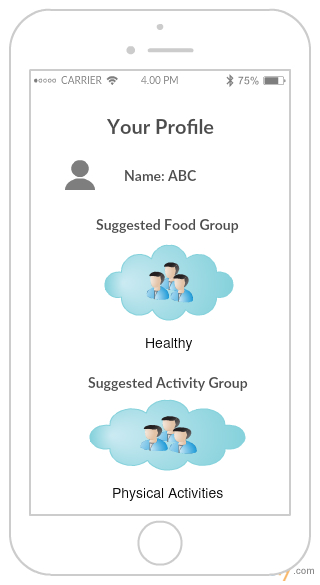 CARRIER 4.00 PM 75%
Your Profile
Name: ABC
Suggested Food Group
Healthy
Suggested Activity Group
Physical Activities
.com